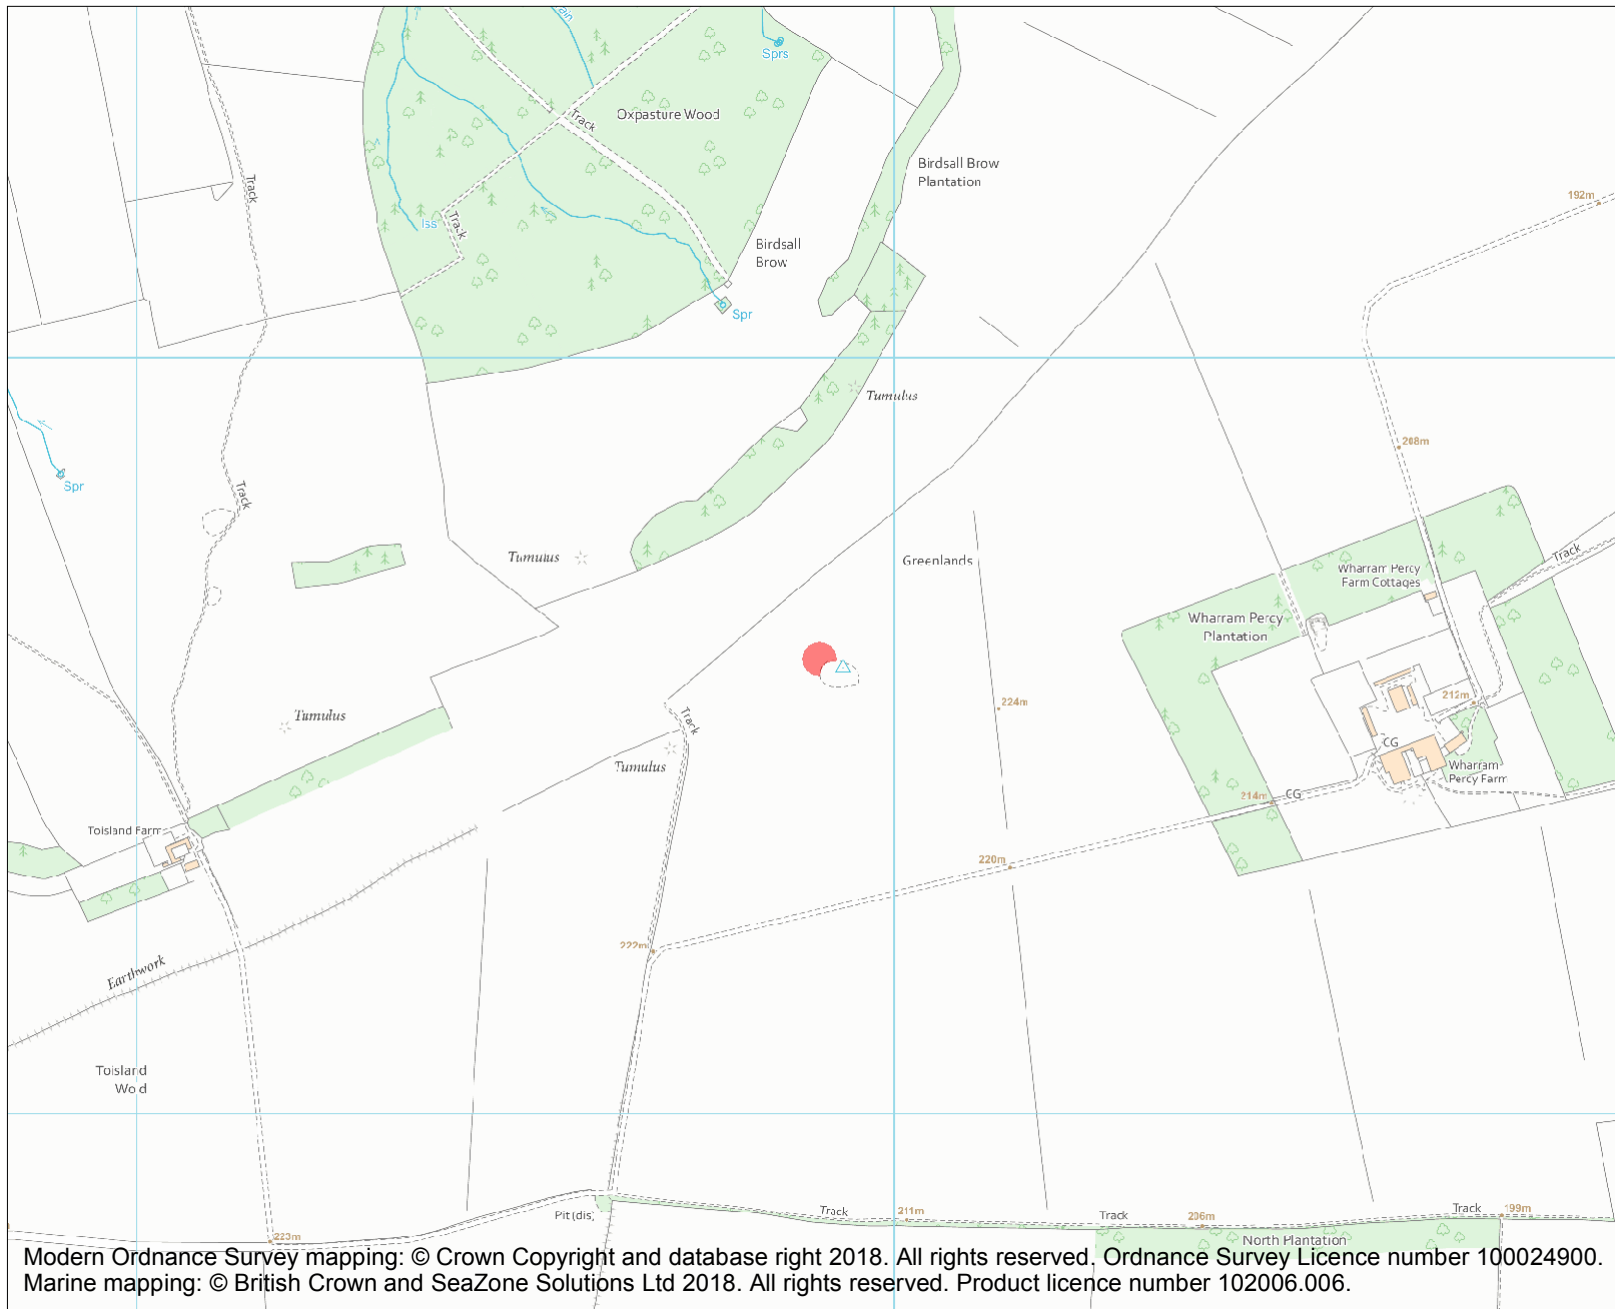 Sprs
Track
Oxpasture Wood
Birdsall Brow
Plantation
Track
192m
Iss
Track
Birdsall
Brow
Spr
Tumulus
208m
Spr
Track
Tumulus
Greenlands
Track
Wharram Percy
Farm Cottages
Wharram Percy
Plantation
212m
224m
Tumulus
Track
Tumulus
CG
Wharram
Percy Farm
CG
214m
Toisland Farm
220m
222m
Earthwork
Toisland
Wold
Pit (dis)
Track
211m
Track
206m
Track
199m
223m
North Plantation
Modern Ordnance Survey mapping: © Crown Copyright and database right 2018. All rights reserved. Ordnance Survey Licence number 100024900.
Marine mapping: © British Crown and SeaZone Solutions Ltd 2018. All rights reserved. Product licence number 102006.006.